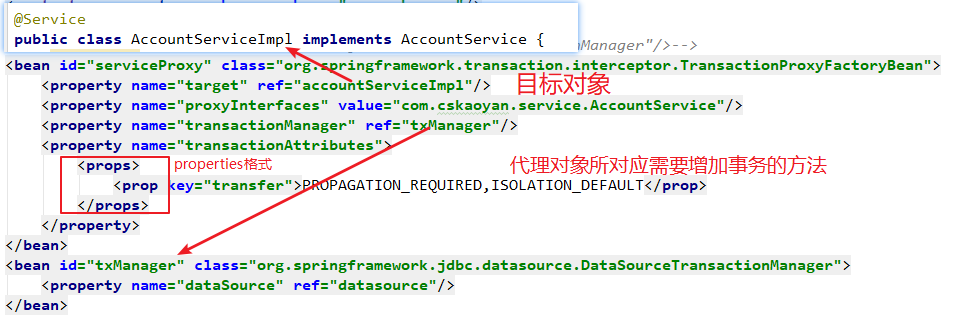 @Service
public class AccountServiceImpl implements AccountService {
nManager"/>-->
<bean id="serviceProxy" class="org.springframework.transaction.interceptor.TransactionProxyFactoryBean">
<property name="target" ref="accountServiceImpl"/> 目标对象
<property name="proxyInterfaces" value="com.cskaoyan.service.AccountService"/>
<property name="transactionManager" ref="txManager"/>
<property name="transactionAttributes">
<props> properties格式 代理对象所对应需要增加事务的方法
<prop key="transfer">PROPAGATION_REQUIRED,ISOLATION_DEFAULT</prop>
</props>
</property>
</bean>
<bean id="txManager" class="org.springframework.jdbc.datasource.DataSourceTransactionManager">
<property name="dataSource" ref="datasource"/>
</bean>